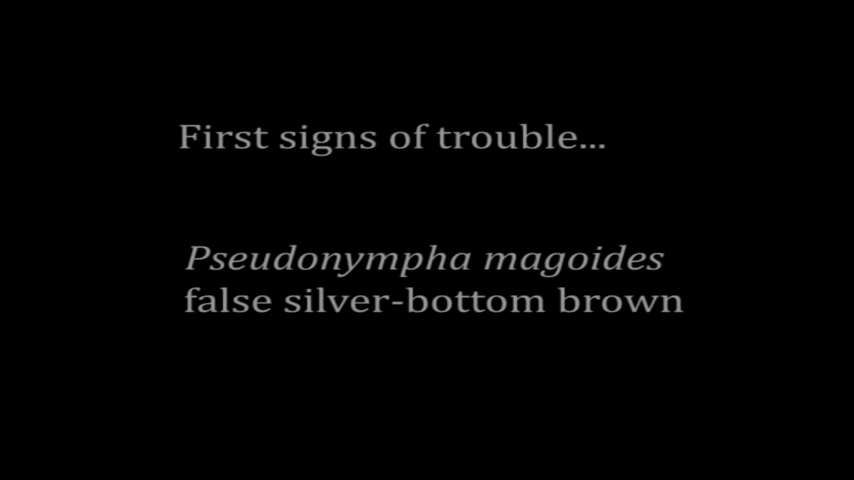 First signs of trouble...
Pseudonympha magoides
false silver-bottom brown